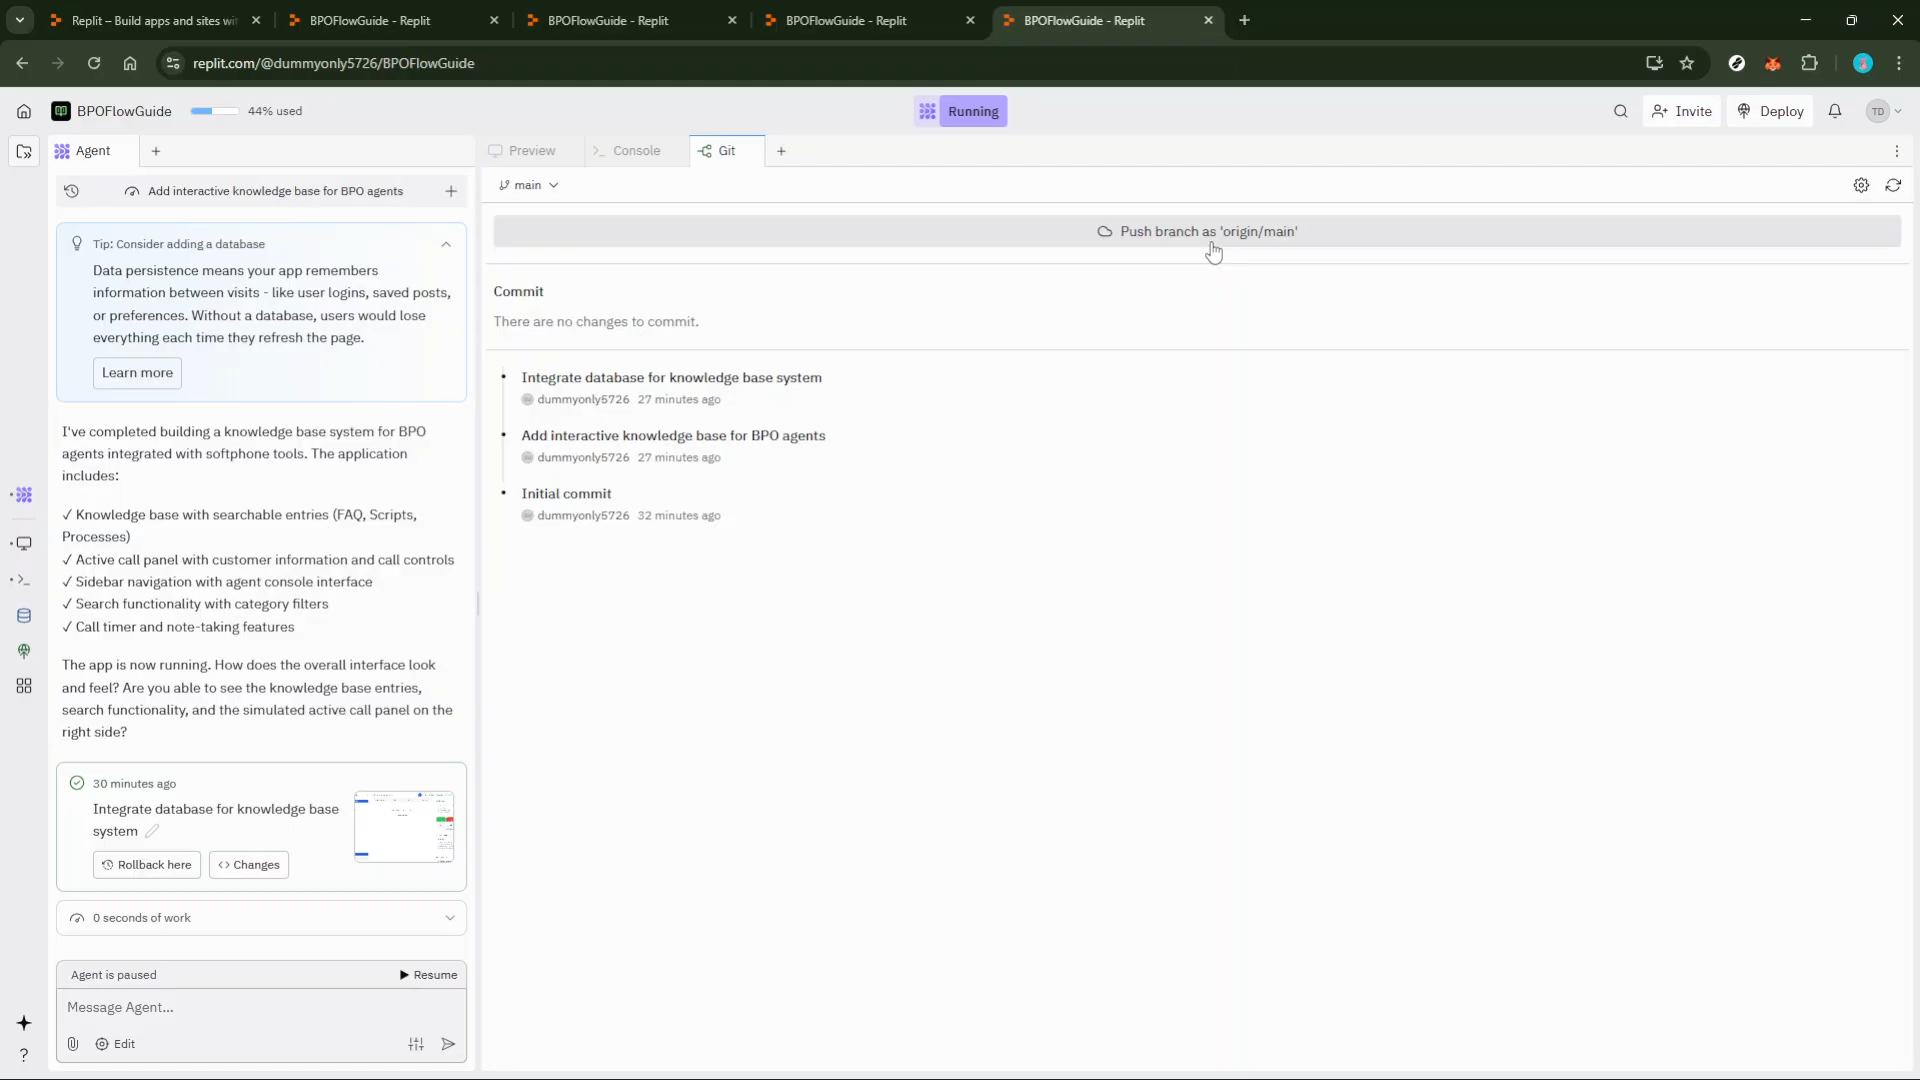 Replit – Build apps and sites wi
BPOFlowGuide - Replit
BPOFlowGuide - Replit
BPOFlowGuide - Replit
BPOFlowGuide - Replit
replit.com/@dummyonly5726/BPOFlowGuide
BPOFlowGuide
44% used
Running
Invite
Deploy
TD
Agent
Preview
Console
Git
Add interactive knowledge base for BPO agents
main
Tip: Consider adding a database
Data persistence means your app remembers
information between visits - like user logins, saved posts,
or preferences. Without a database, users would lose
everything each time they refresh the page.
Learn more
I've completed building a knowledge base system for BPO
agents integrated with softphone tools. The application
includes:
✓ Knowledge base with searchable entries (FAQ, Scripts,
Processes)
✓ Active call panel with customer information and call controls
✓ Sidebar navigation with agent console interface
✓ Search functionality with category filters
✓ Call timer and note-taking features
The app is now running. How does the overall interface look
and feel? Are you able to see the knowledge base entries,
search functionality, and the simulated active call panel on the
right side?
30 minutes ago
Integrate database for knowledge base
system
Rollback here
Changes
0 seconds of work
Agent is paused
Resume
Message Agent...
Edit
Push branch as 'origin/main'
Commit
There are no changes to commit.
Integrate database for knowledge base system
dummyonly5726 27 minutes ago
Add interactive knowledge base for BPO agents
dummyonly5726 27 minutes ago
Initial commit
dummyonly5726 32 minutes ago